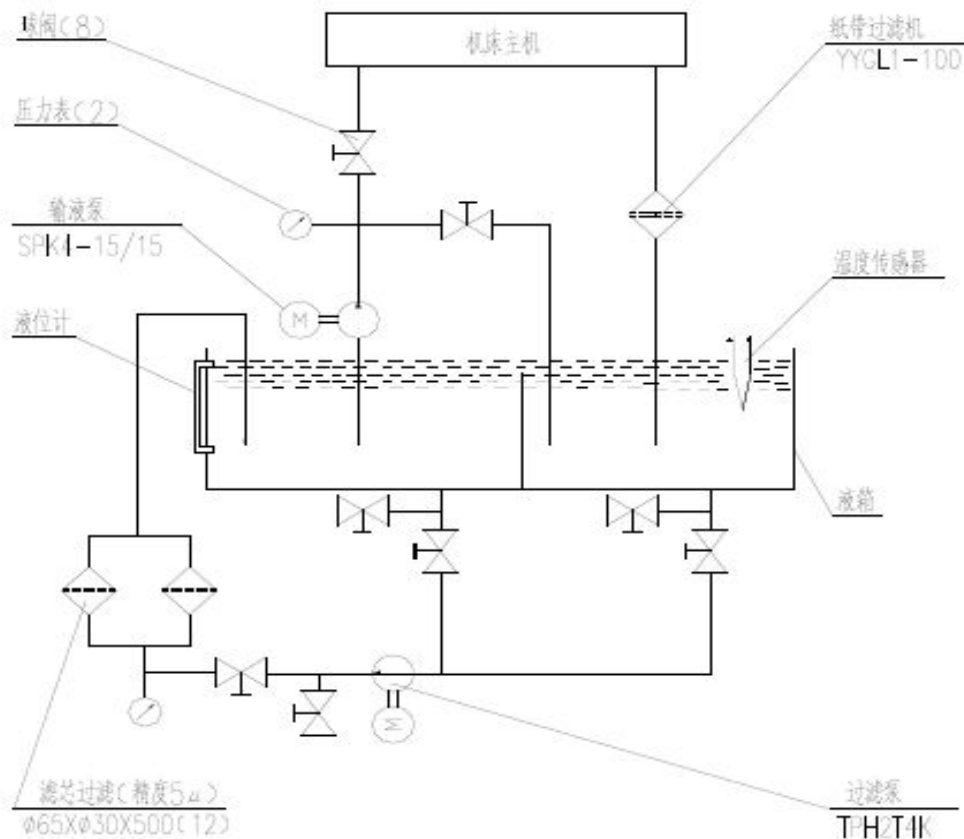 球阀(8)
机床主机
纸带过滤机
YYGL1-100
压力表(2)
输液泵
SPK4-15/15
温度传感器
M
液位计
液箱
M
滤芯过滤(精度5μ)
φ65Xφ30X500(12)
过滤泵
TPH2T4K